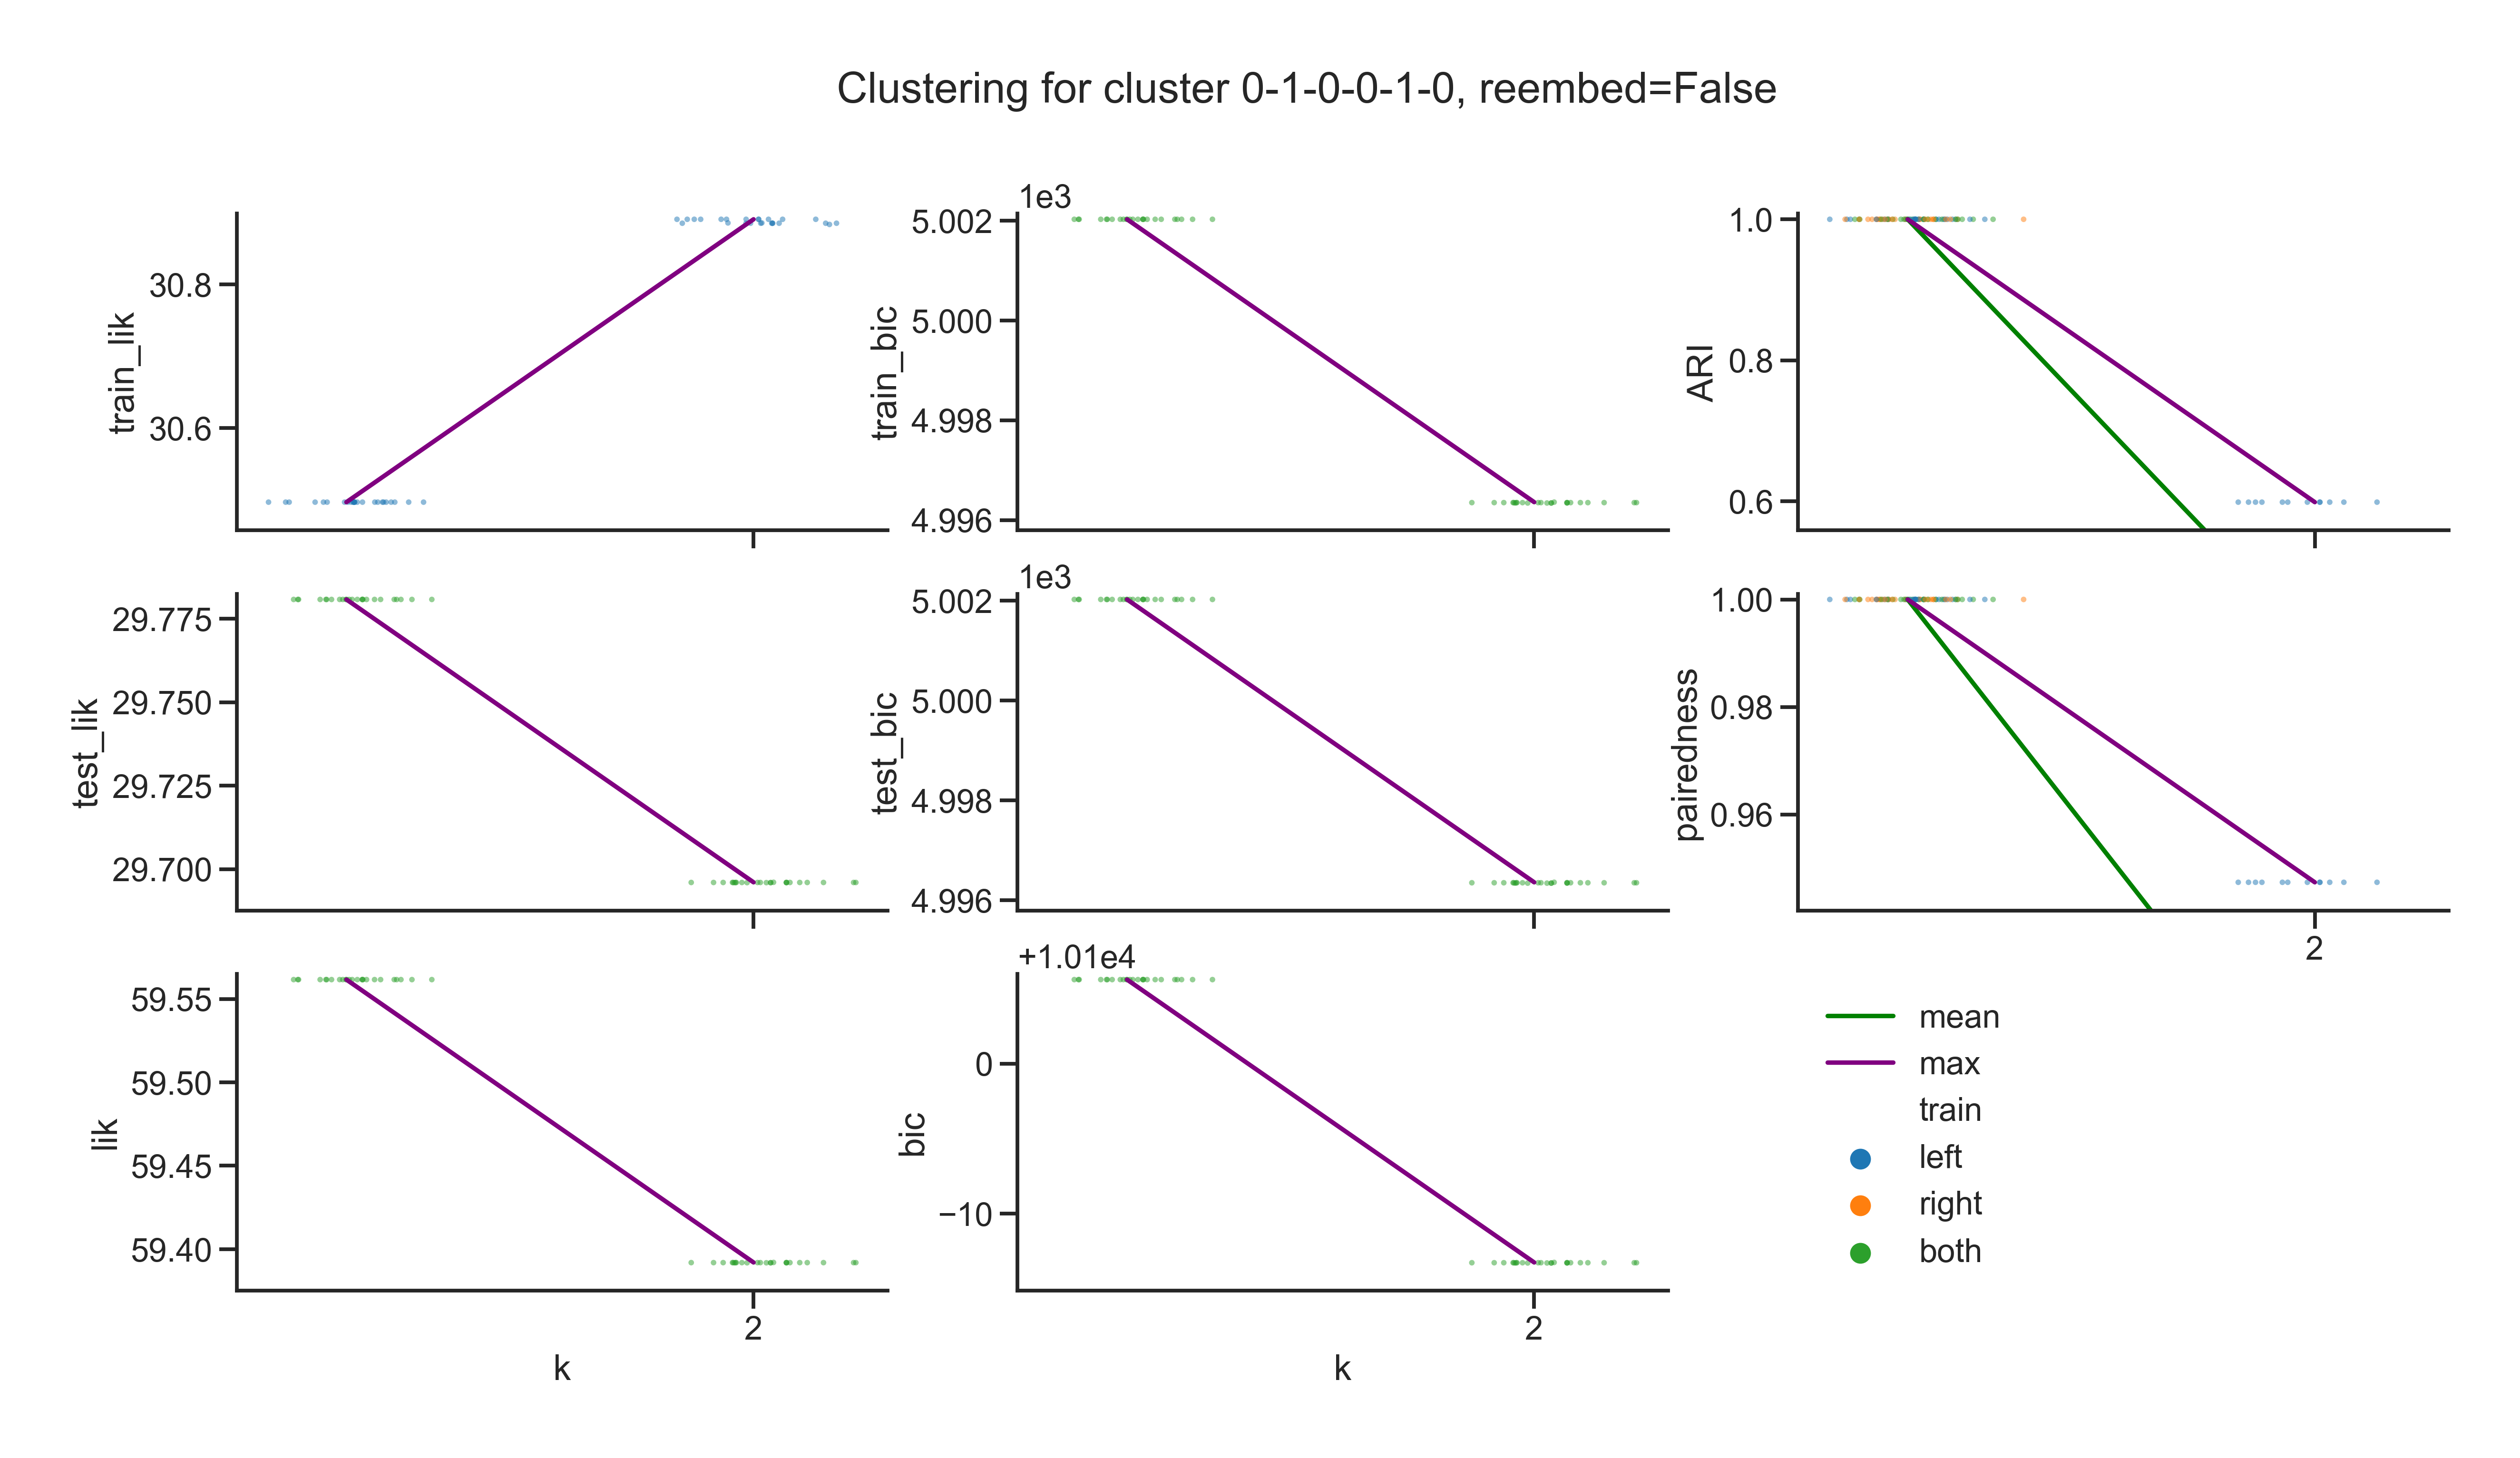 Clustering for cluster 0-1-0-0-1-0, reembed=False
train_lik
30.8
30.6
1e3
train_bic
5.002
5.000
4.998
4.996
ARI
1.0
0.8
0.6
test_lik
29.775
29.750
29.725
29.700
1e3
test_bic
5.002
5.000
4.998
4.996
pairedness
1.00
0.98
0.96
2
lik
59.55
59.50
59.45
59.40
2
k
+1.01e4
bic
0
−10
2
k
mean
max
train
left
right
both